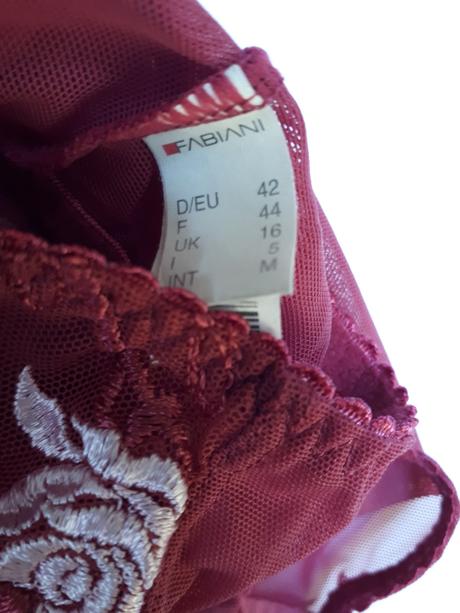 FABIANI
D/EU 42
F 44
UK 16
I 5
INT M